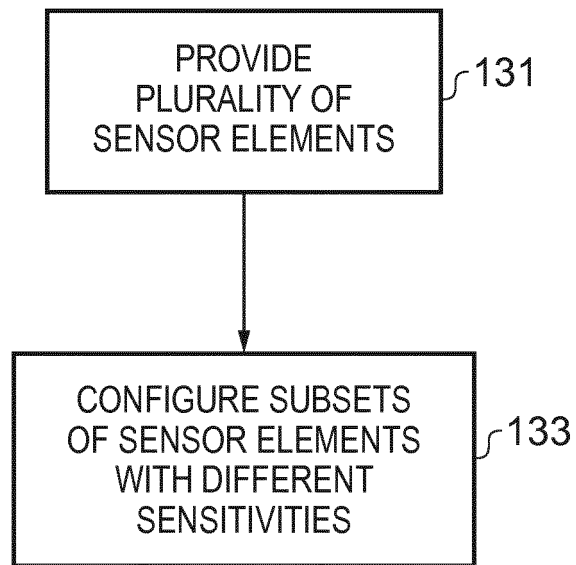 PROVIDE
PLURALITY OF
SENSOR ELEMENTS
131
CONFIGURE SUBSETS
OF SENSOR ELEMENTS
WITH DIFFERENT
SENSITIVITIES
133